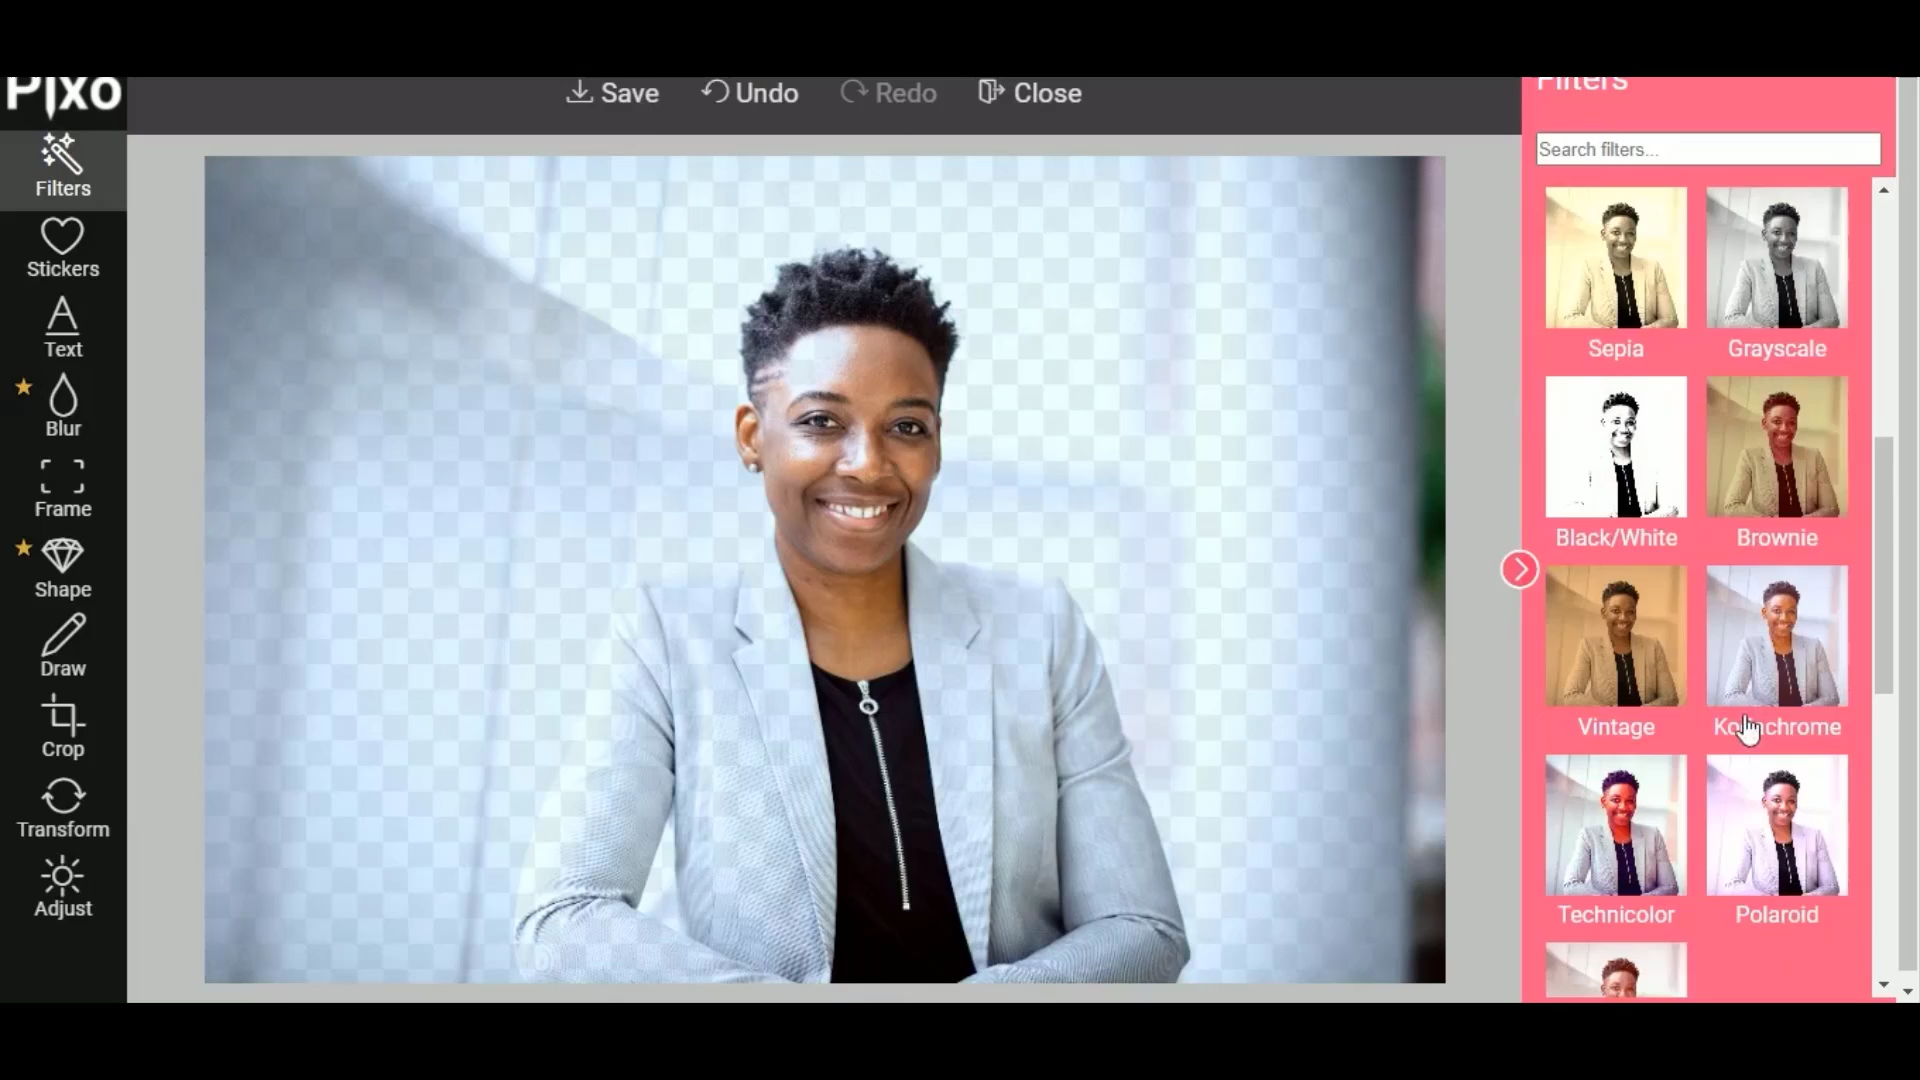 Pixo
Save
Undo
Redo
Close
Filters
Search filters...
Filters
Stickers
Text
Blur
Frame
Shape
Draw
Crop
Transform
Adjust
Sepia
Grayscale
Black/White
Brownie
Vintage
Kodachrome
Technicolor
Polaroid